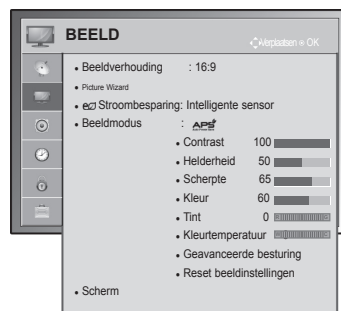 BEELD
Verplaatsen OK
• Beeldverhouding : 16:9
• Picture Wizard
• Stroombesparing: Intelligente sensor
• Beeldmodus : APS
• Contrast 100
• Helderheid 50
• Scherpte 65
• Kleur 60
• Tint 0
• Kleurtemperatuur
• Geavanceerde besturing
• Reset beeldinstellingen
• Scherm